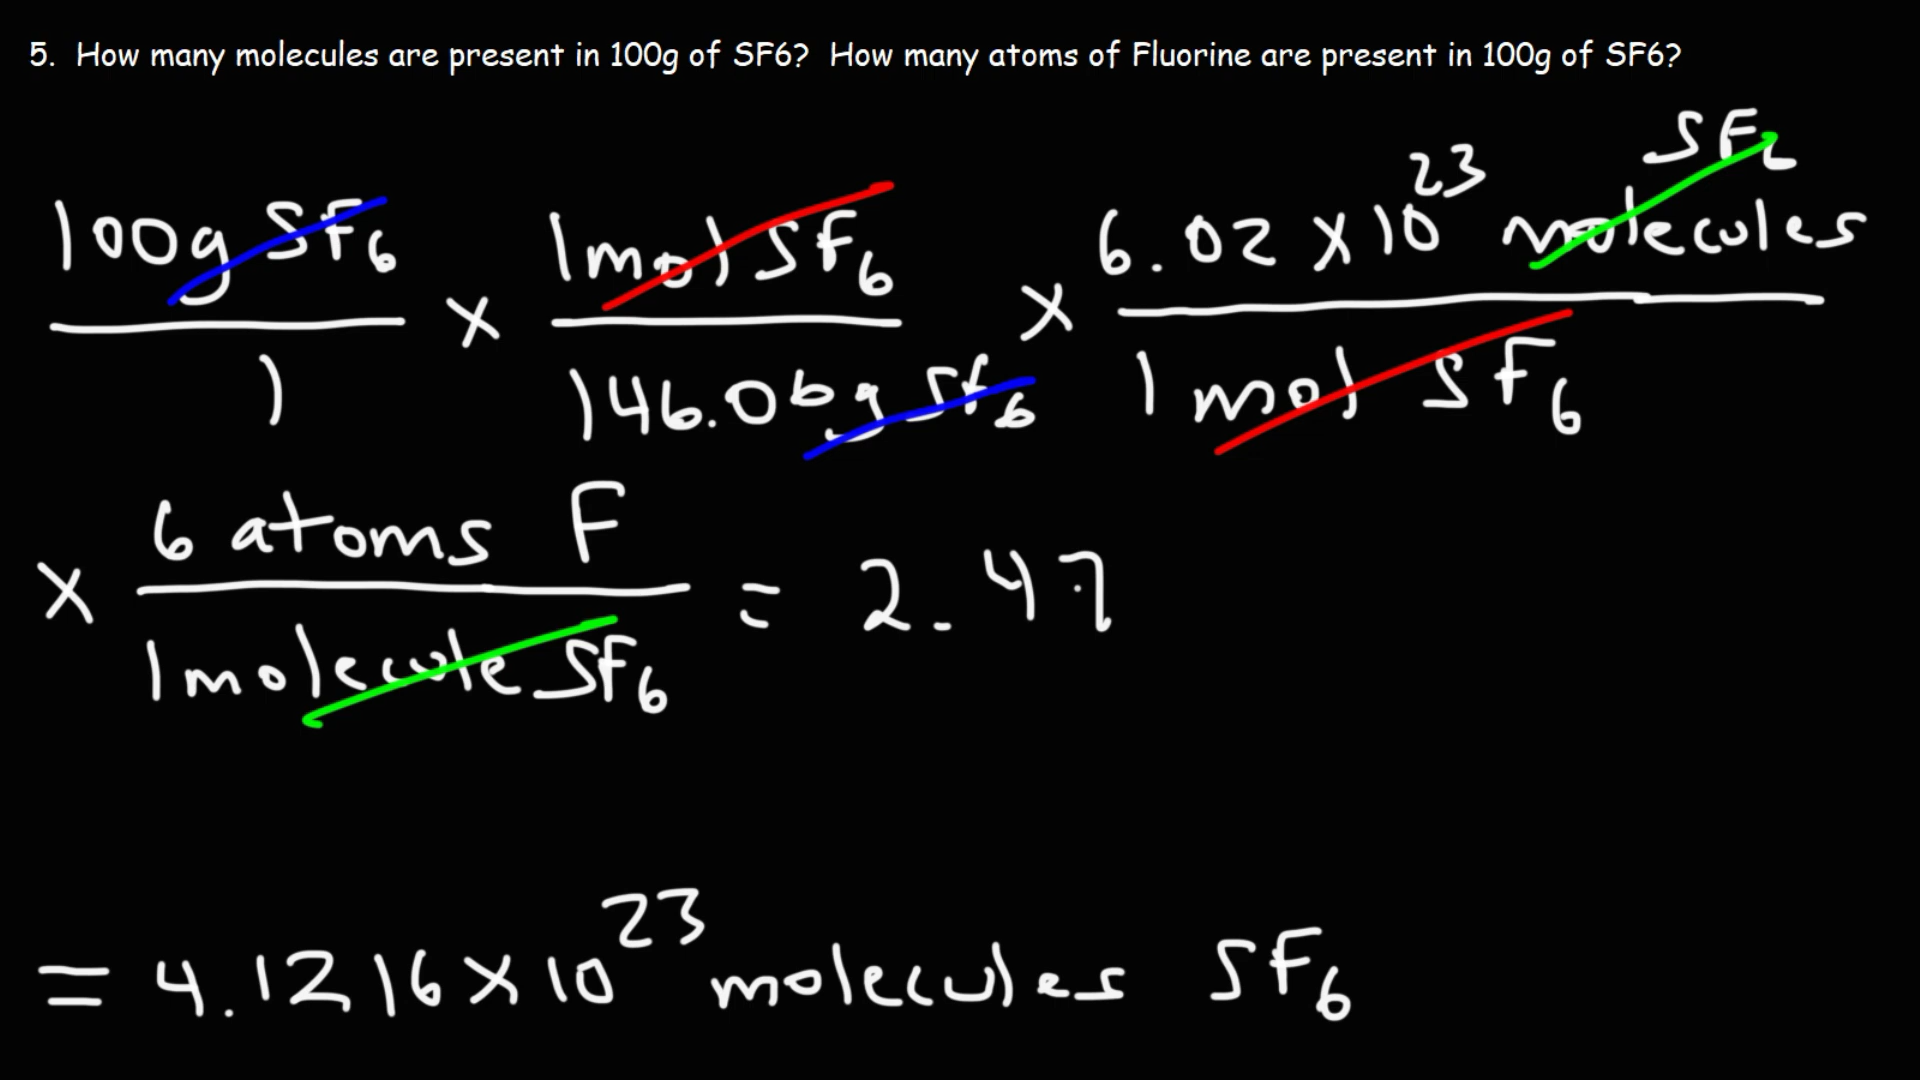 5. How many molecules are present in 100g of SF6? How many atoms of Fluorine are present in 100g of SF6?
100g SF6 / 1 × 1 mol SF6 / 146.06g SF6 × 6.02 × 10^23 molecules SF6 / 1 mol SF6
× 6 atoms F / 1 molecule SF6 = 2.47
= 4.1216 × 10^23 molecules SF6